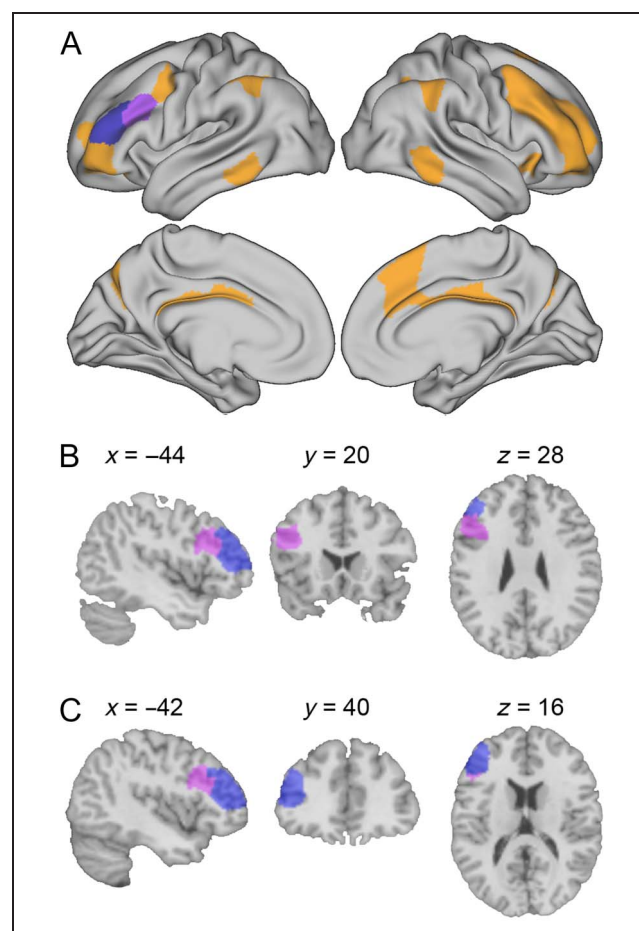 A
B x = –44 y = 20 z = 28
C x = –42 y = 40 z = 16